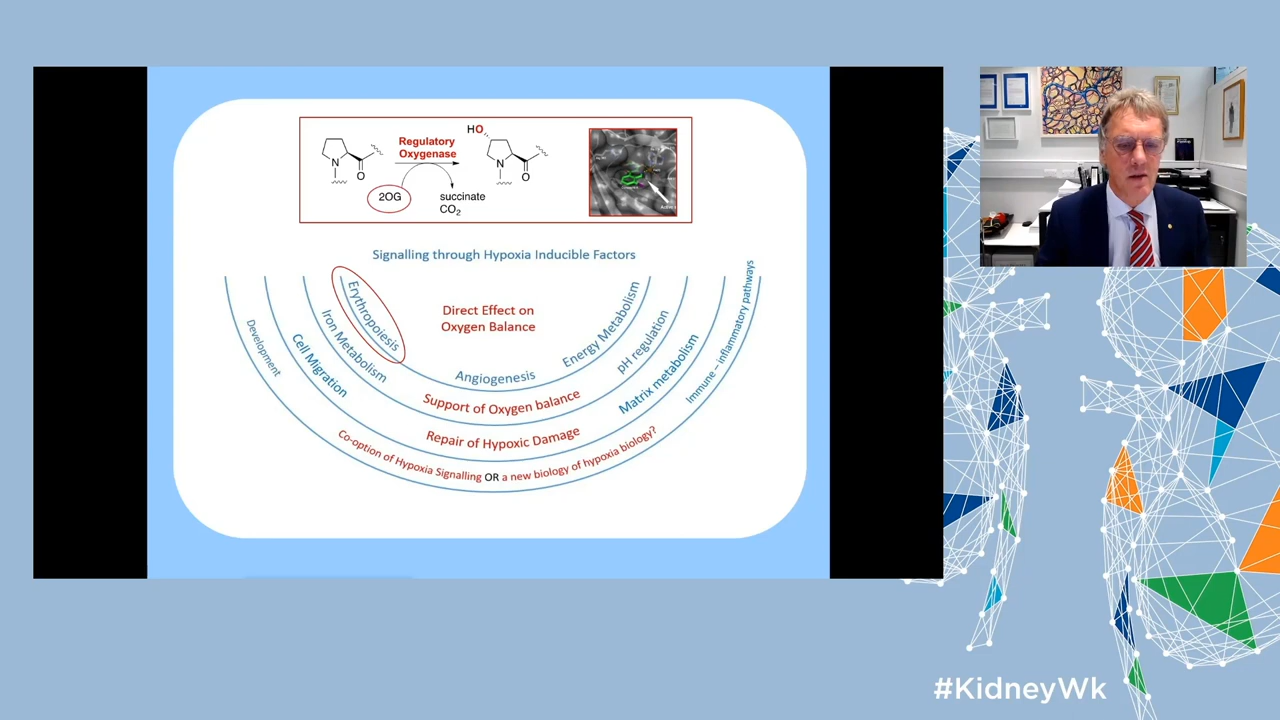 HO
Regulatory
Oxygenase
N
O
N
O
2OG
succinate
CO2
Signalling through Hypoxia Inducible Factors
Direct Effect on
Oxygen Balance
Erythropoiesis
Angiogenesis
Energy Metabolism
Iron Metabolism
Support of Oxygen balance
pH regulation
Cell Migration
Repair of Hypoxic Damage
Matrix metabolism
Development
Co-option of Hypoxia Signalling OR a new biology of hypoxia biology?
Immune – inflammatory pathways
#KidneyWk